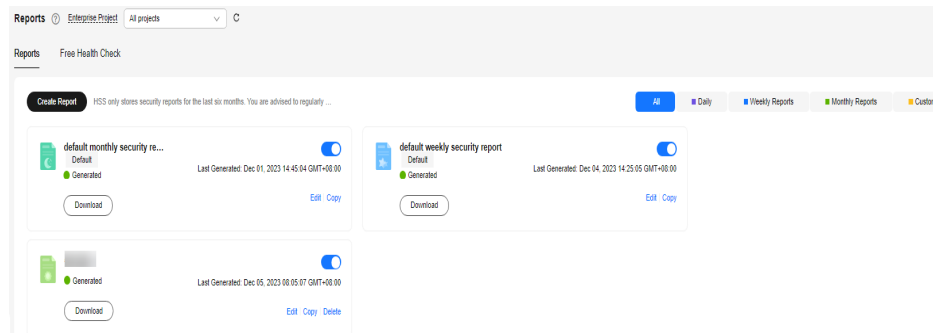 Reports ? Enterprise Project All projects
Reports Free Health Check
Create Report HSS only stores security reports for the last six months. You are advised to regularly ...
All Daily Weekly Reports Monthly Reports Custom
default monthly security re...
Default
Generated
Last Generated: Dec 01, 2023 14:45:04 GMT+08:00
Download
Edit Copy
default weekly security report
Default
Generated
Last Generated: Dec 04, 2023 14:25:05 GMT+08:00
Download
Edit Copy
Generated
Last Generated: Dec 05, 2023 08:05:07 GMT+08:00
Download
Edit Copy Delete